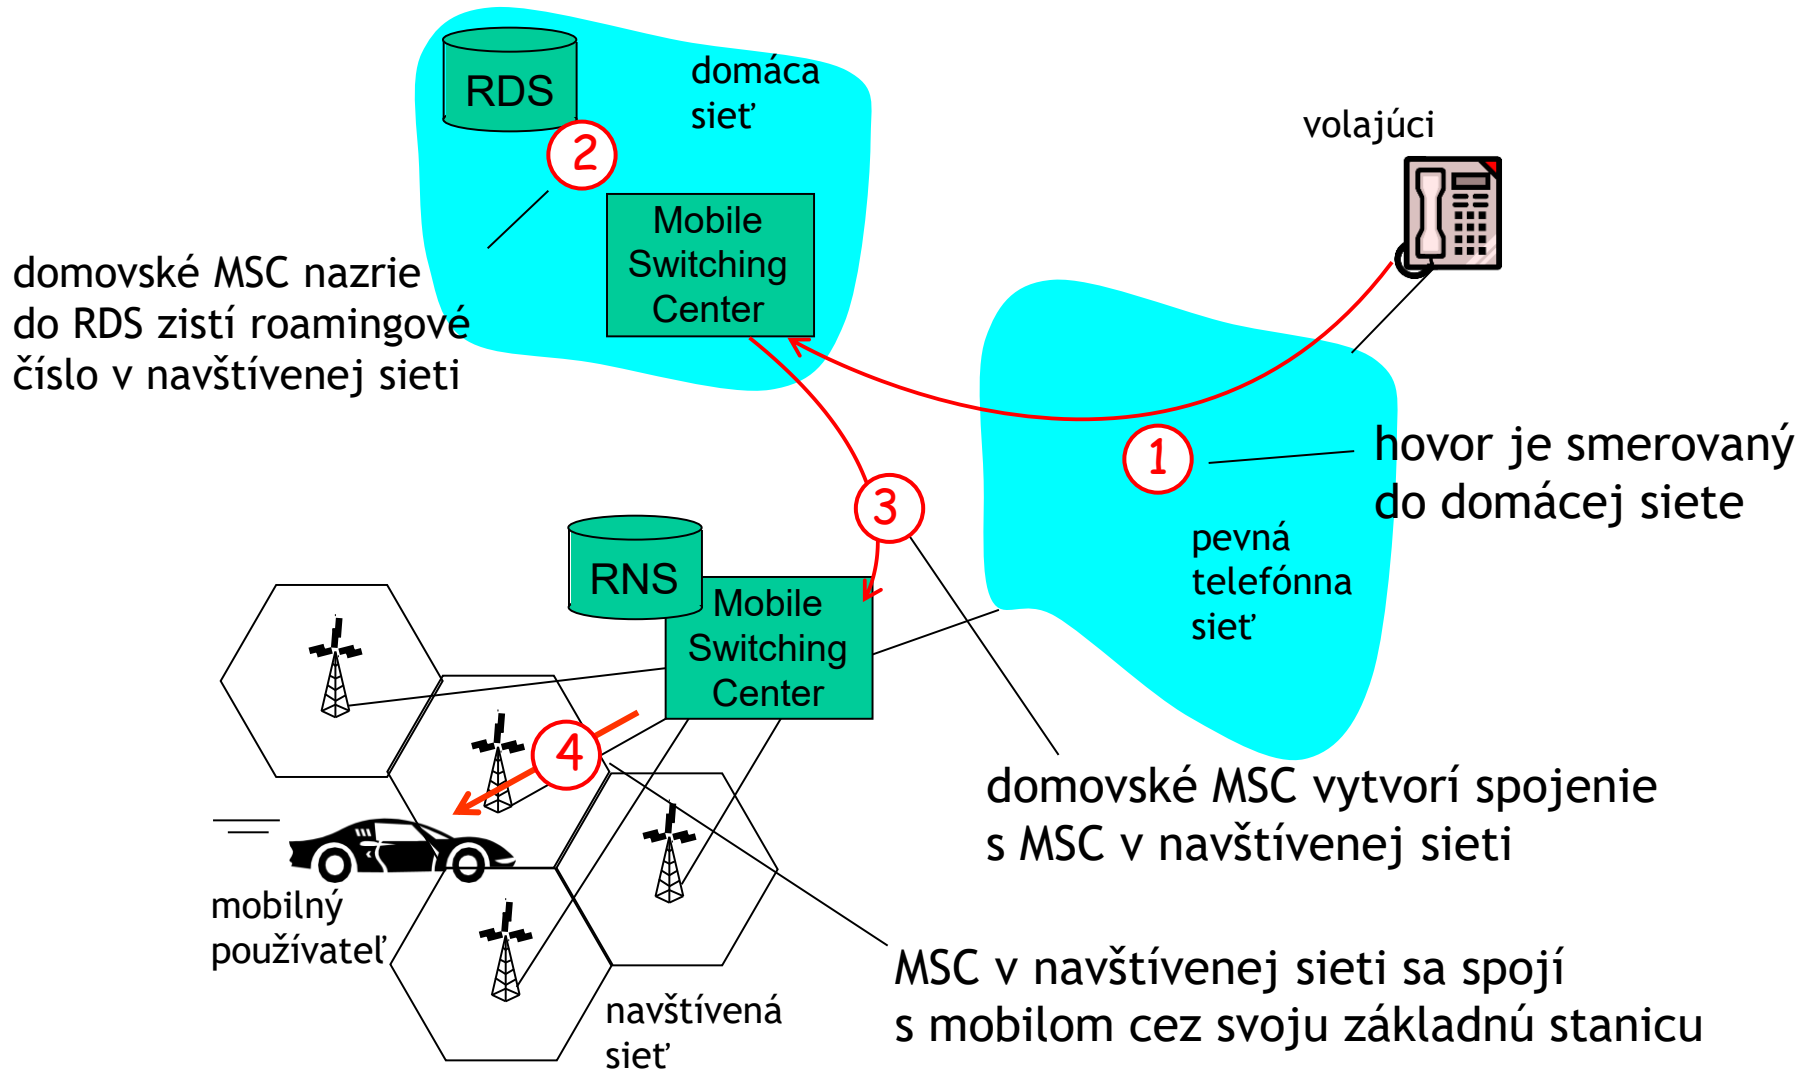 RDS
domáca
sieť
2
Mobile
Switching
Center
volajúci
domovské MSC nazrie
do RDS zistí roamingové
číslo v navštívenej sieti
1
hovor je smerovaný
do domácej siete
pevná
telefónna
sieť
3
RNS
Mobile
Switching
Center
4
domovské MSC vytvorí spojenie
s MSC v navštívenej sieti
mobilný
používateľ
navštívená
sieť
MSC v navštívenej sieti sa spojí
s mobilom cez svoju základnú stanicu